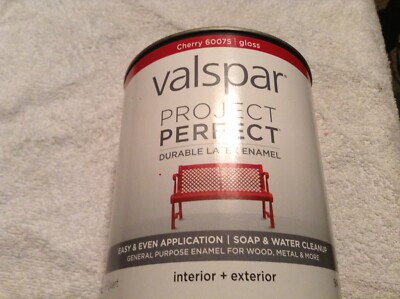 Cherry 60075 | gloss
valspar®
PROJECT
PERFECT
DURABLE LATEX ENAMEL
EASY & EVEN APPLICATION | SOAP & WATER CLEANUP
GENERAL PURPOSE ENAMEL FOR WOOD, METAL & MORE
interior + exterior